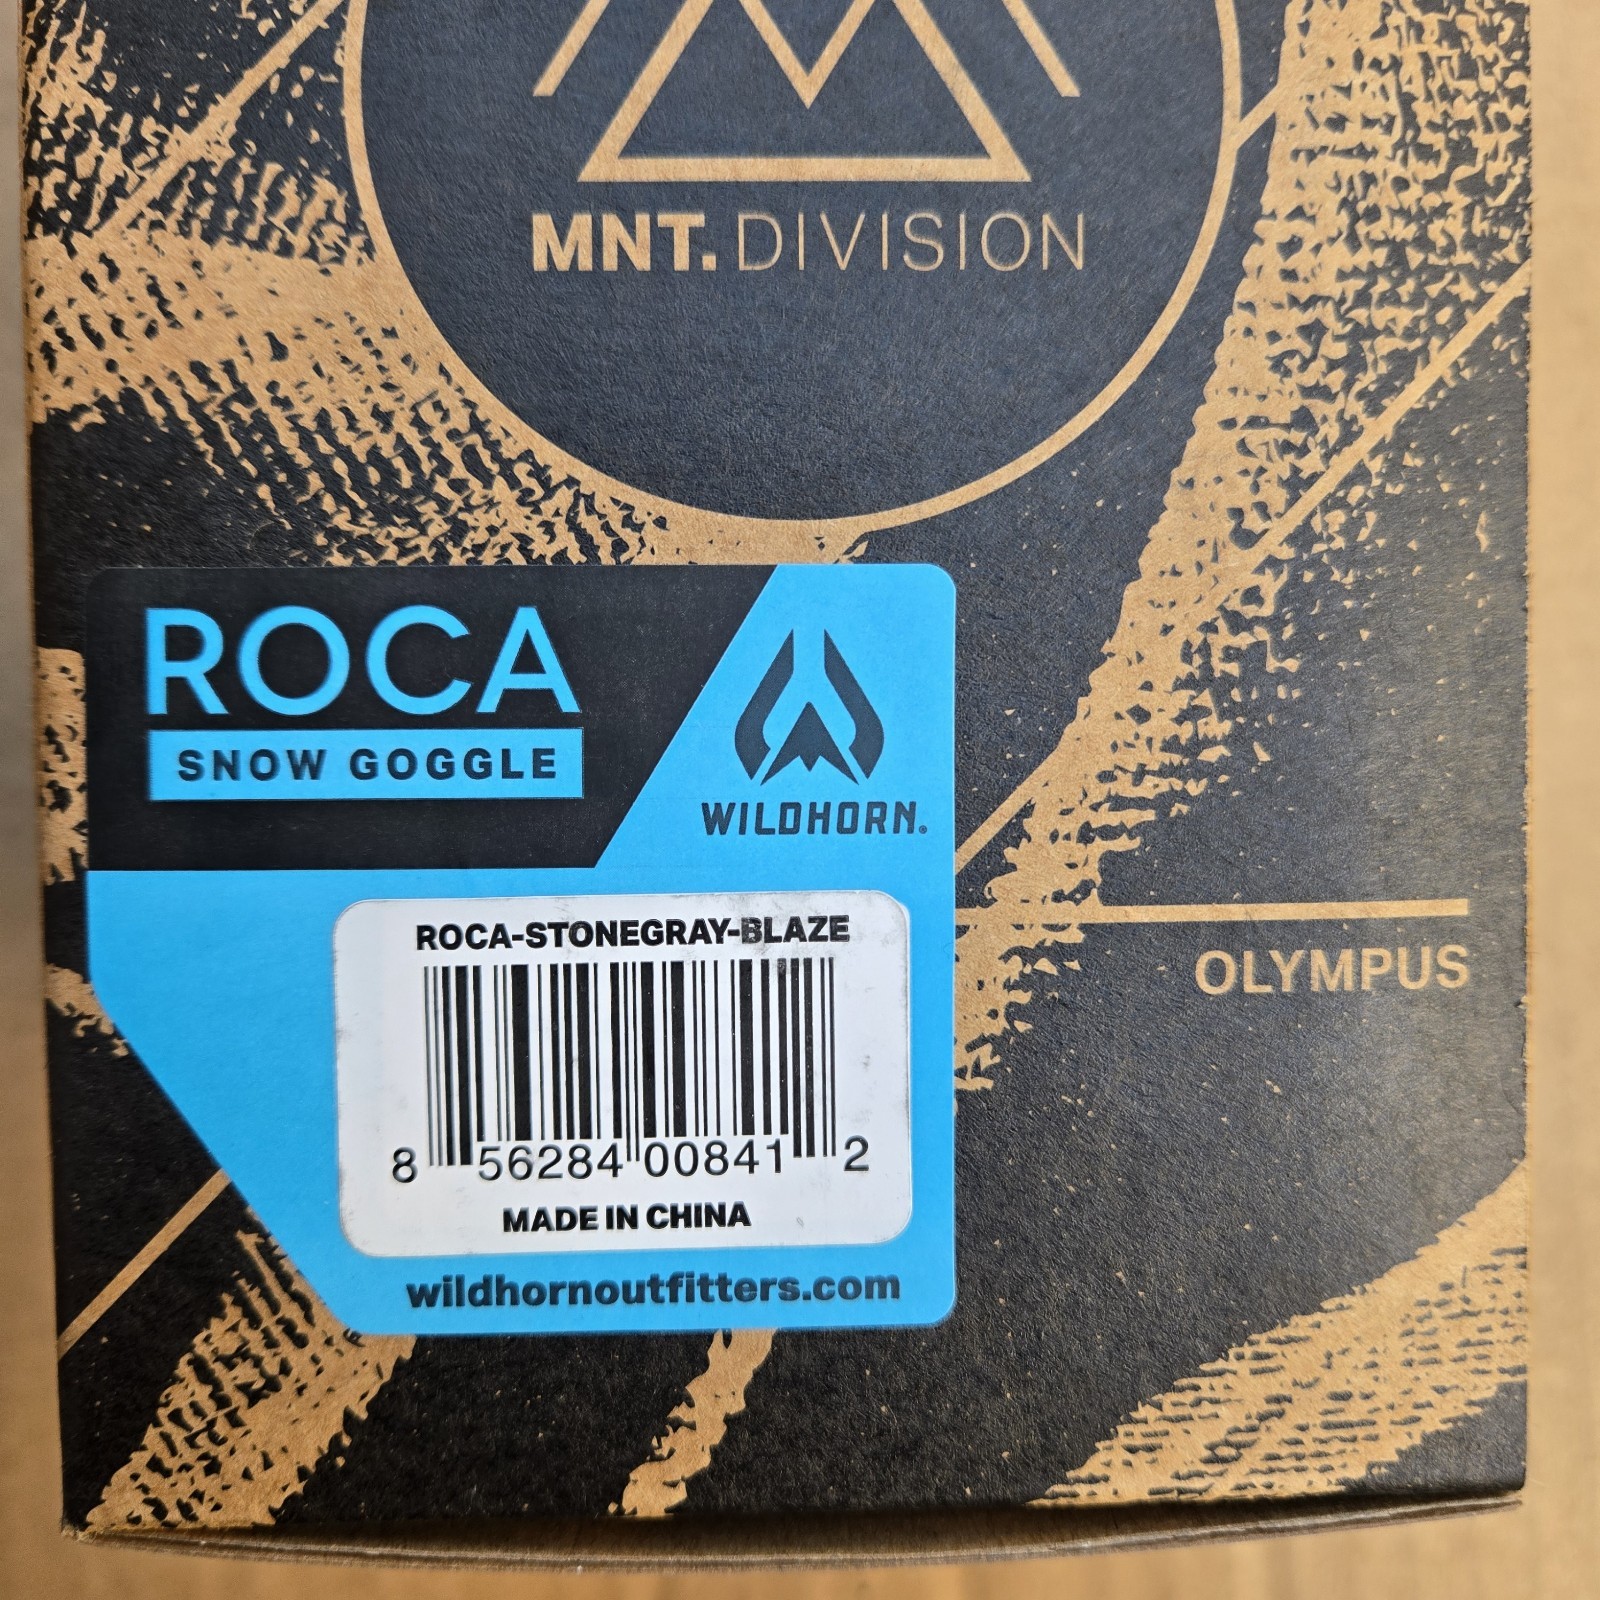 MNT. DIVISION
ROCA
SNOW GOGGLE
WILDHORN®
ROCA-STONEGRAY-BLAZE
8 56284 00841 2
MADE IN CHINA
wildhornoutfitters.com
OLYMPUS